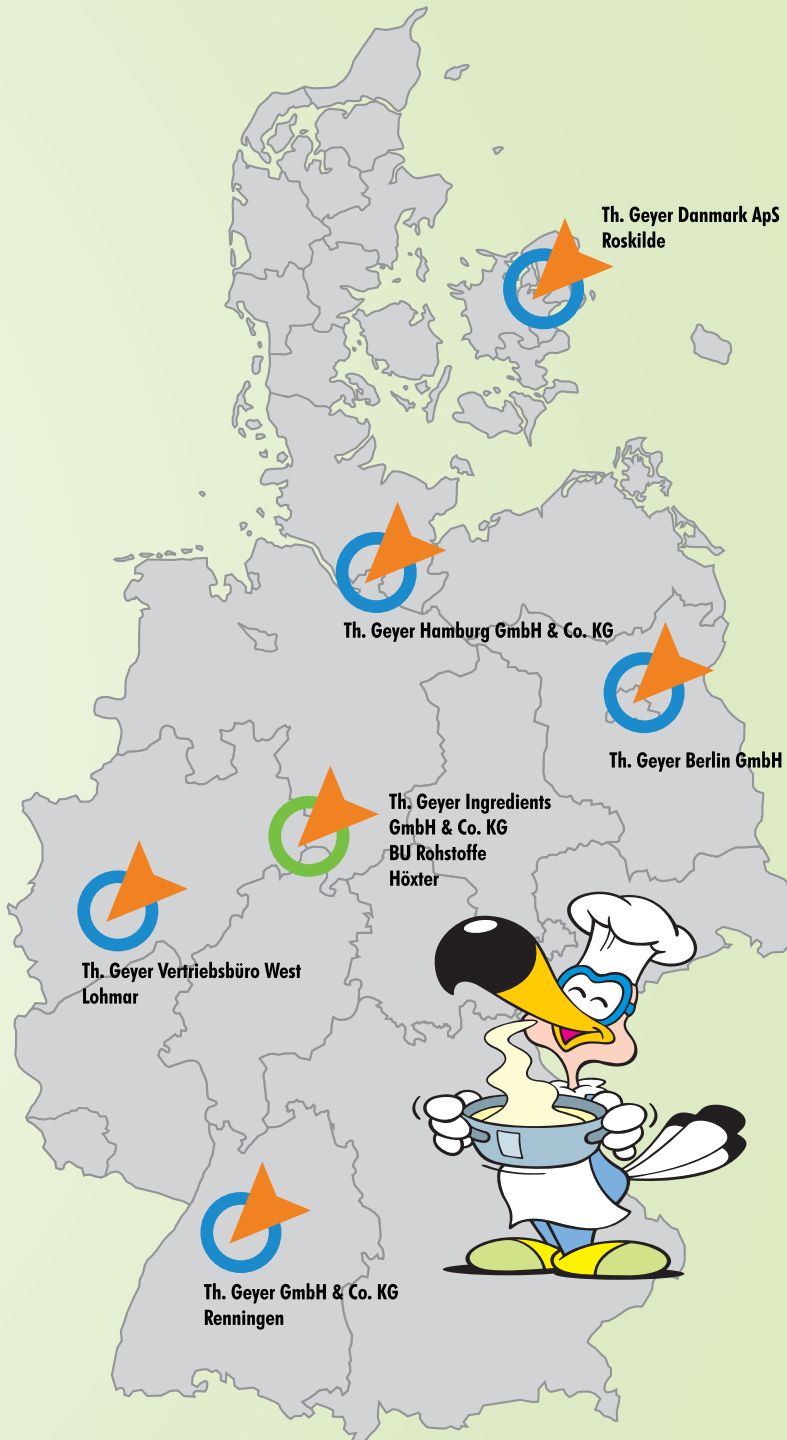 Th. Geyer Danmark ApS
Roskilde
Th. Geyer Hamburg GmbH & Co. KG
Th. Geyer Berlin GmbH
Th. Geyer Ingredients
GmbH & Co. KG
BU Rohstoffe
Höxter
Th. Geyer Vertriebsbüro West
Lohmar
Th. Geyer GmbH & Co. KG
Renningen